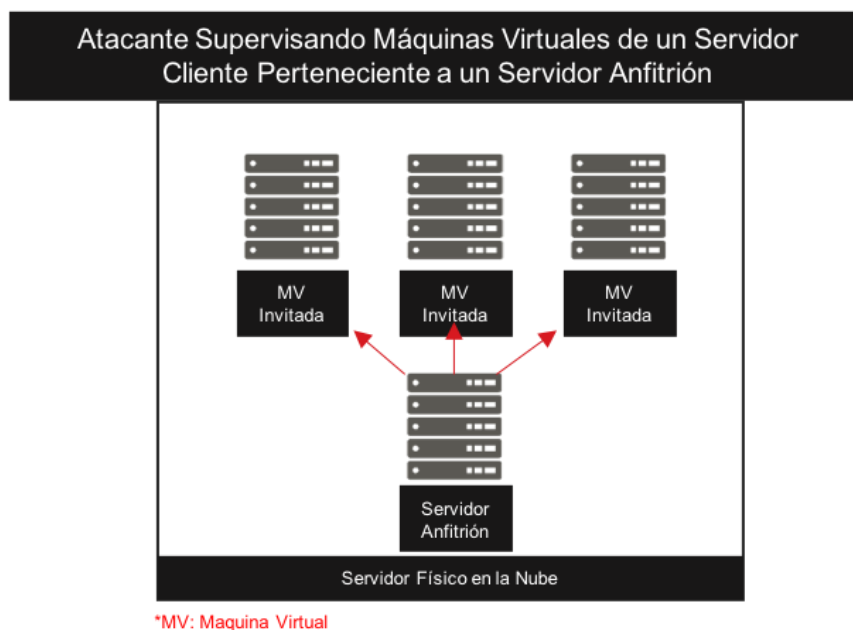 Atacante Supervisando Máquinas Virtuales de un Servidor
Cliente Perteneciente a un Servidor Anfitrión
MV
Invitada
MV
Invitada
MV
Invitada
Servidor
Anfitrión
Servidor Físico en la Nube
*MV: Maquina Virtual